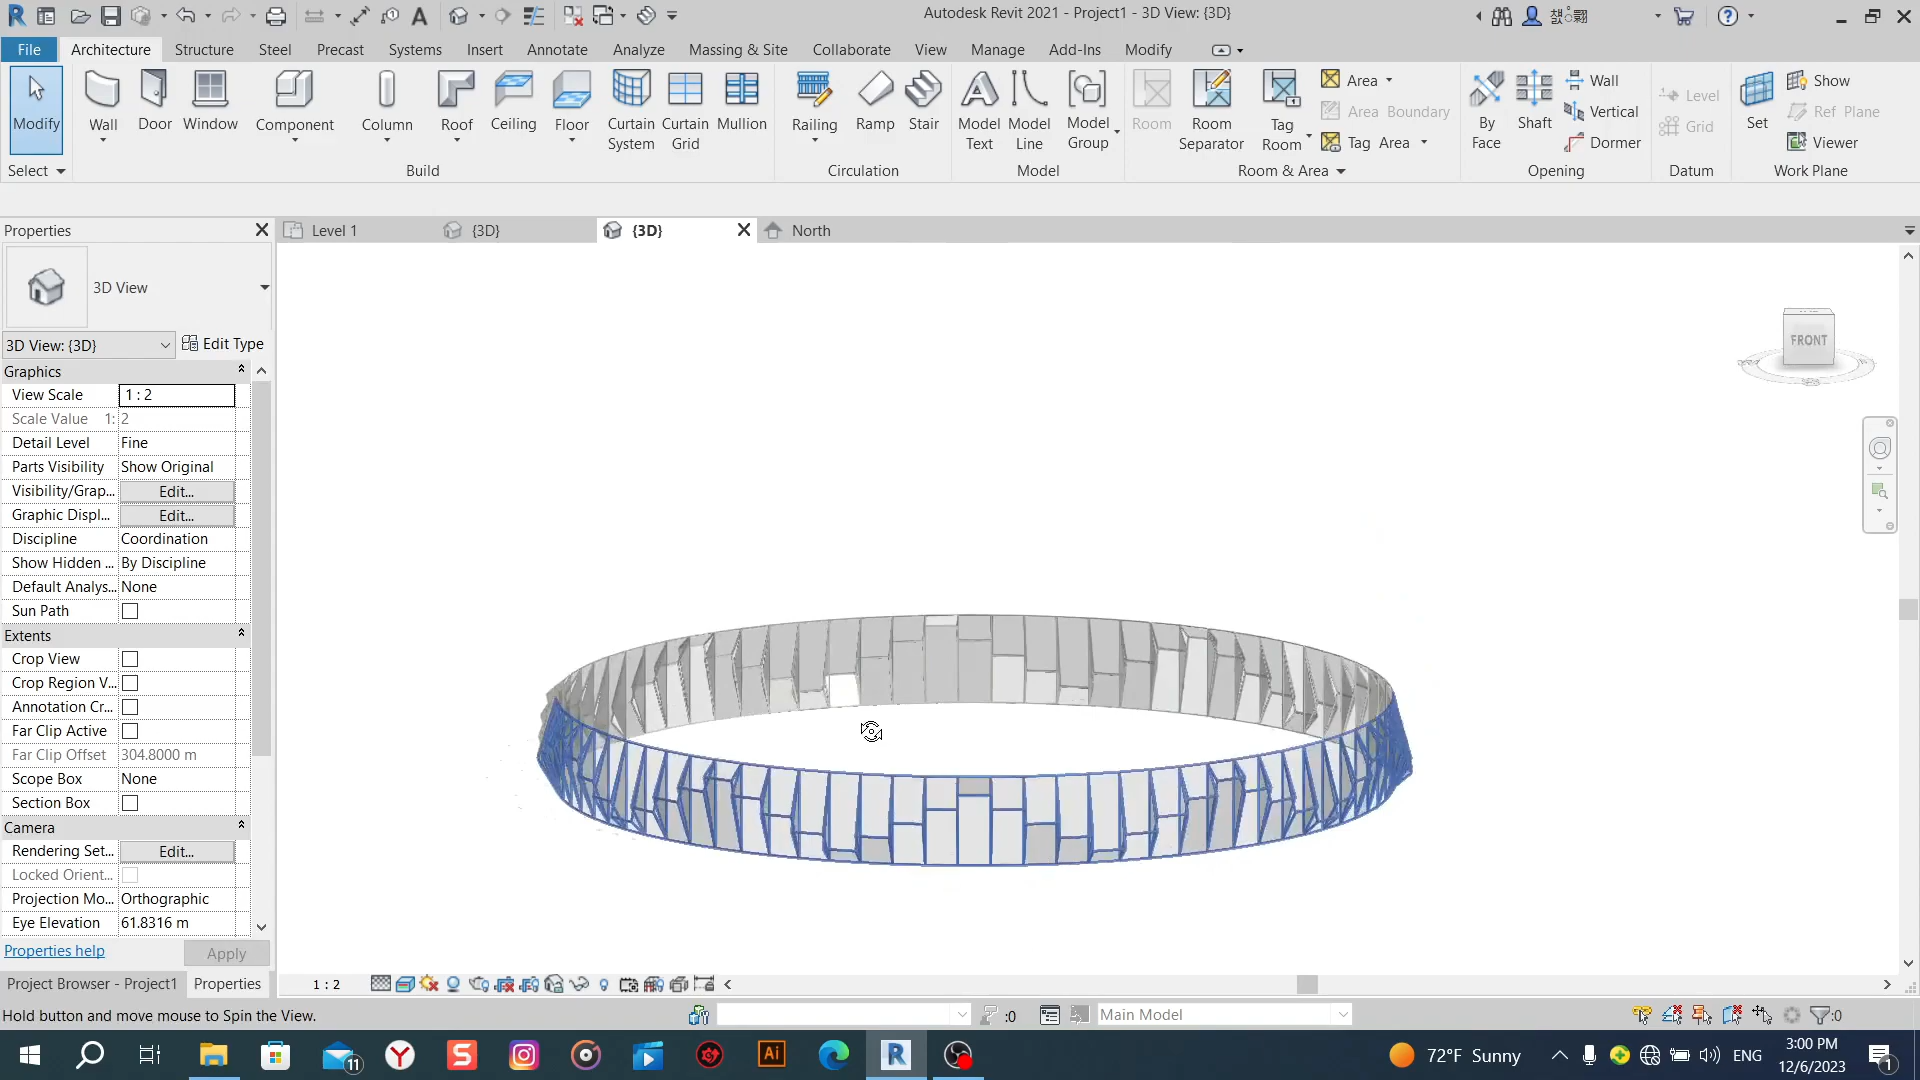 Autodesk Revit 2021 - Project1 - 3D View: {3D}
File Architecture Structure Steel Precast Systems Insert Annotate Analyze Massing & Site Collaborate View Manage Add-Ins Modify
Modify Wall Door Window Component Column Roof Ceiling Floor Curtain System Curtain Grid Mullion Railing Ramp Stair Model Text Model Line Model Group Room Room Separator Tag Room
Area
Area Boundary
Tag Area
By Face Shaft
Wall
Vertical
Dormer
Level
Grid
Set
Show
Ref Plane
Viewer
Select Build Circulation Model Room & Area Opening Datum Work Plane
Properties
Level 1 {3D} {3D} North
3D View
3D View: {3D} Edit Type
Graphics
View Scale 1 : 2
Scale Value 1: 2
Detail Level Fine
Parts Visibility Show Original
Visibility/Grap... Edit...
Graphic Displ... Edit...
Discipline Coordination
Show Hidden ... By Discipline
Default Analys... None
Sun Path
Extents
Crop View
Crop Region V...
Annotation Cr...
Far Clip Active
Far Clip Offset 304.8000 m
Scope Box None
Section Box
Camera
Rendering Set... Edit...
Locked Orient...
Projection Mo... Orthographic
Eye Elevation 61.8316 m
Properties help Apply
FRONT
Project Browser - Project1 Properties
1 : 2
Hold button and move mouse to Spin the View.
:0 Main Model :0
11
Ai
R
72°F Sunny
ENG
3:00 PM
12/6/2023
1